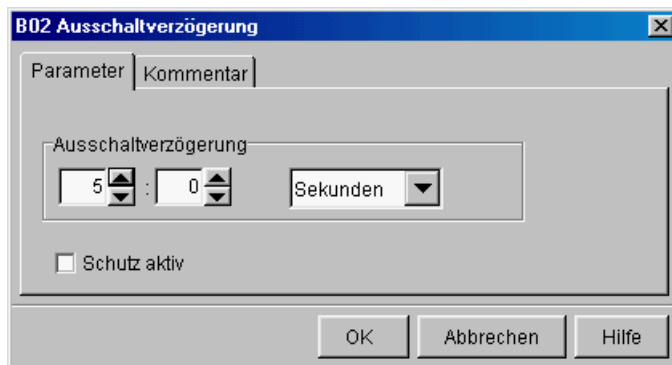 B02 Ausschaltverzögerung
Parameter Kommentar
Ausschaltverzögerung
5 : 0 Sekunden
Schutz aktiv
OK Abbrechen Hilfe